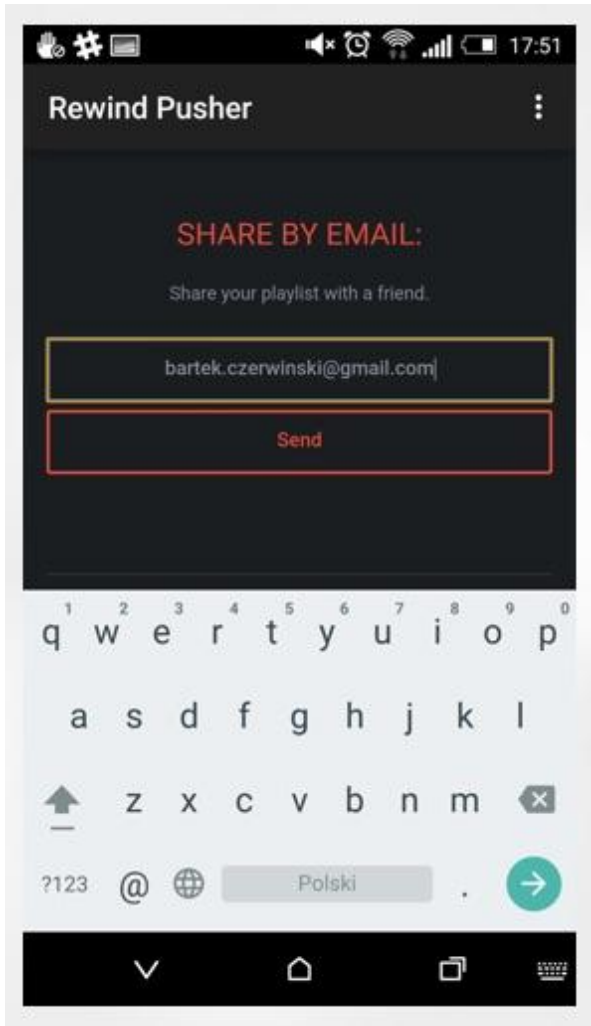 17:51
Rewind Pusher
SHARE BY EMAIL:
Share your playlist with a friend.
bartek.czerwinski@gmail.com
Send
1 2 3 4 5 6 7 8 9 0
q w e r t y u i o p
a s d f g h j k l
z x c v b n m
?123 @ Polski .